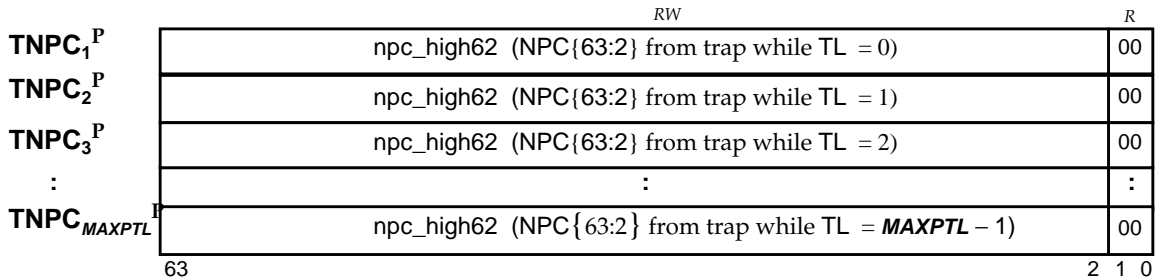 RW R
TNPC1P npc_high62 (NPC{63:2} from trap while TL = 0) 00
TNPC2P npc_high62 (NPC{63:2} from trap while TL = 1) 00
TNPC3P npc_high62 (NPC{63:2} from trap while TL = 2) 00
: : :
TNPCMAXPTLP npc_high62 (NPC{63:2} from trap while TL = MAXPTL – 1) 00
63 2 1 0